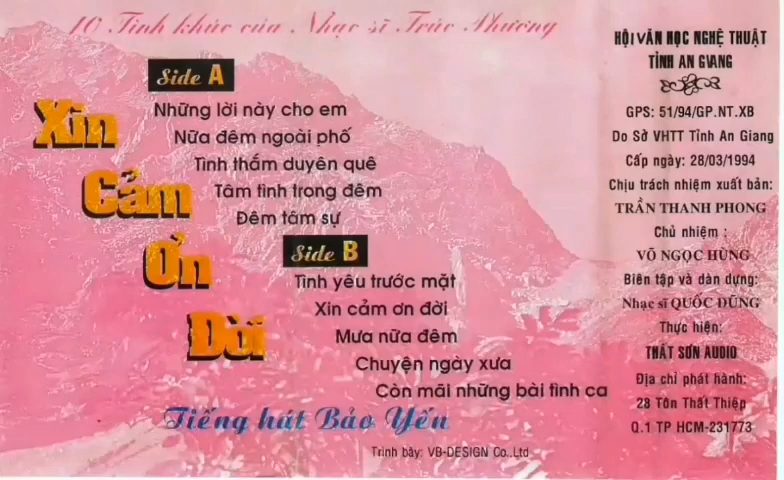 10 Tình khúc của Nhạc sĩ Trúc Phương
Xin
Cảm
Ơn
Đời
Side A
Những lời này cho em
Nữa đêm ngoài phố
Tình thắm duyên quê
Tâm tình trong đêm
Đêm tâm sự
Side B
Tình yêu trước mặt
Xin cảm ơn đời
Mưa nữa đêm
Chuyện ngày xưa
Còn mãi những bài tình ca
Tiếng hát Bảo Yến
Trình bày: VB-DESIGN Co.,Ltd
HỘI VĂN HỌC NGHỆ THUẬT
TỈNH AN GIANG
GPS: 51/94/GP.NT.XB
Do Sở VHTT Tỉnh An Giang
Cấp ngày: 28/03/1994
Chịu trách nhiệm xuất bản:
TRẦN THANH PHONG
Chủ nhiệm :
VÕ NGỌC HÙNG
Biên tập và dàn dựng:
Nhạc sĩ QUỐC DŨNG
Thực hiện:
THẤT SƠN AUDIO
Địa chỉ phát hành:
28 Tôn Thất Thiệp
Q.1 TP HCM-231773